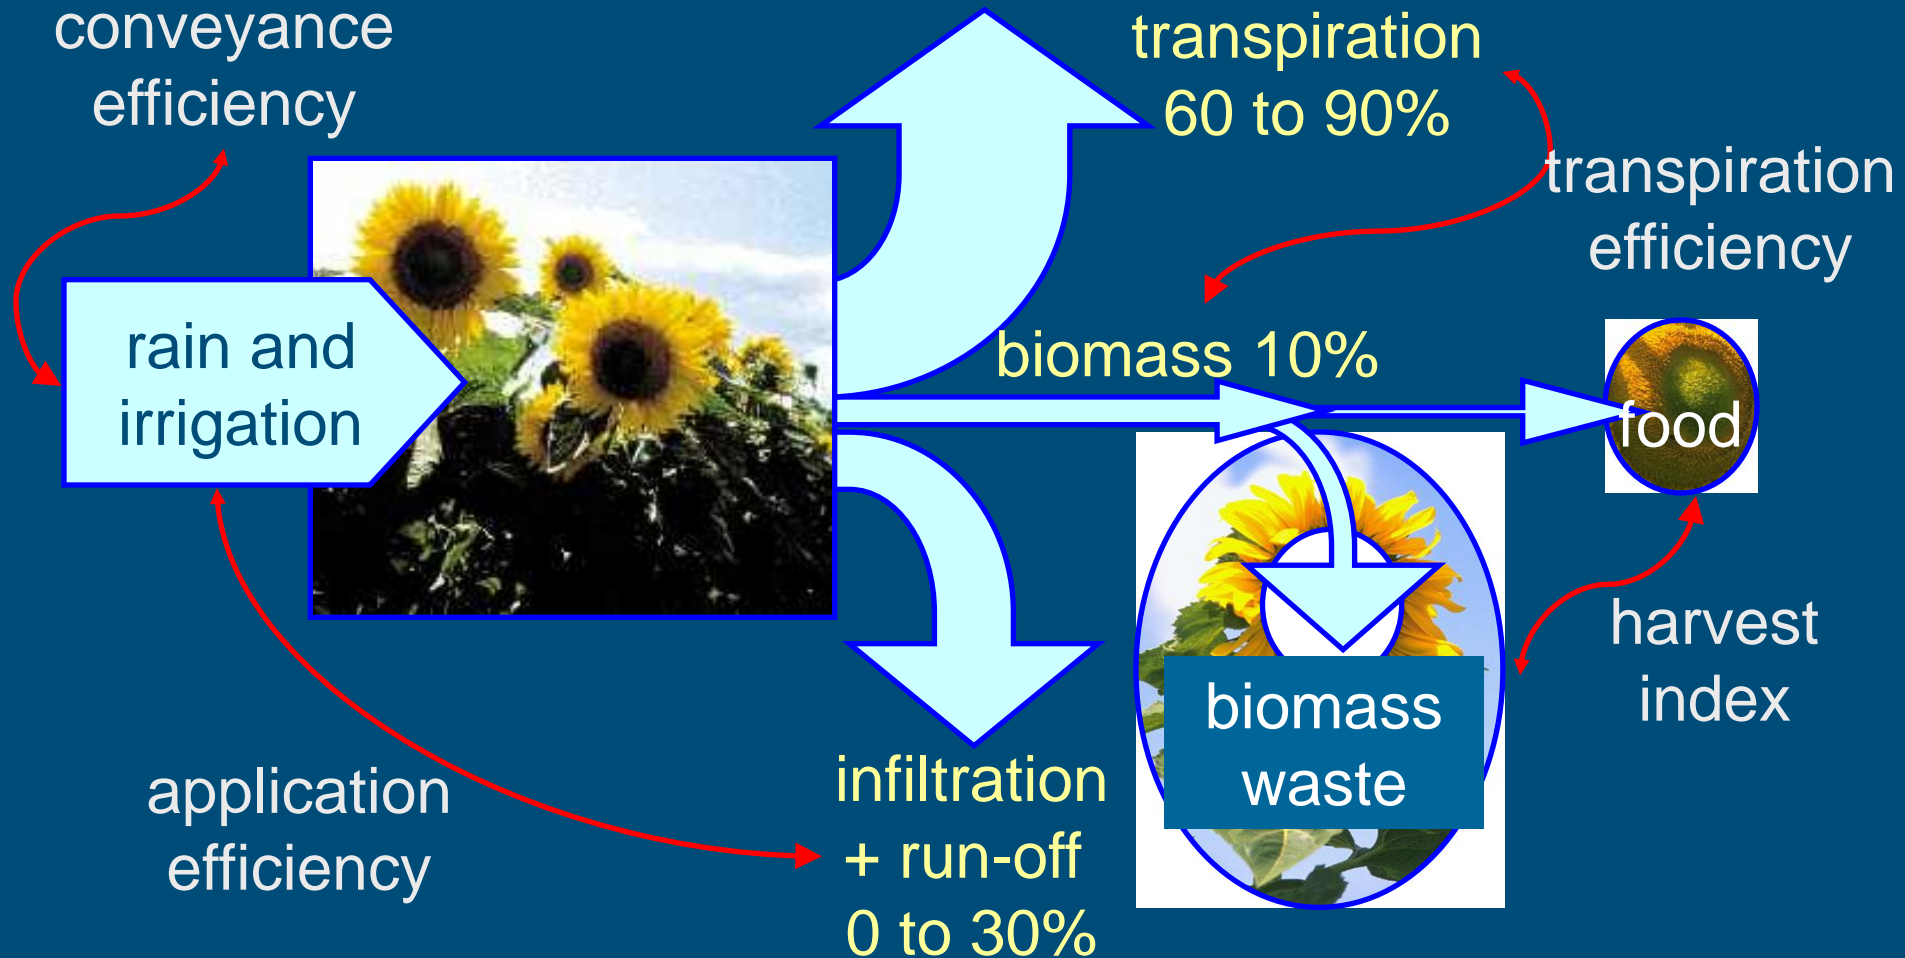 conveyance
efficiency
transpiration
60 to 90%
transpiration
efficiency
rain and
irrigation
biomass 10%
food
harvest
index
biomass
waste
application
efficiency
infiltration
+ run-off
0 to 30%